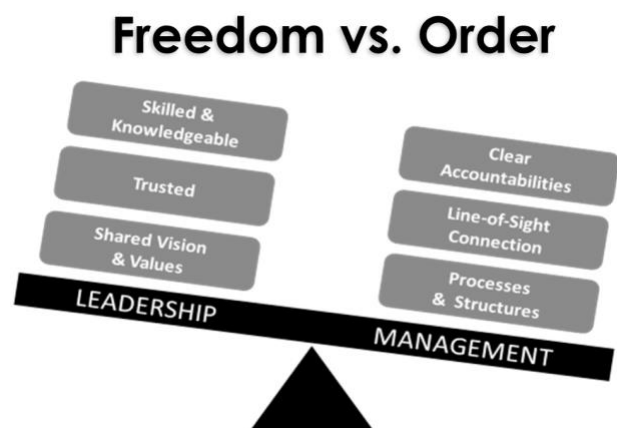 Freedom vs. Order
Skilled &
Knowledgeable
Trusted
Shared Vision
& Values
LEADERSHIP
Clear
Accountabilities
Line-of-Sight
Connection
Processes
& Structures
MANAGEMENT